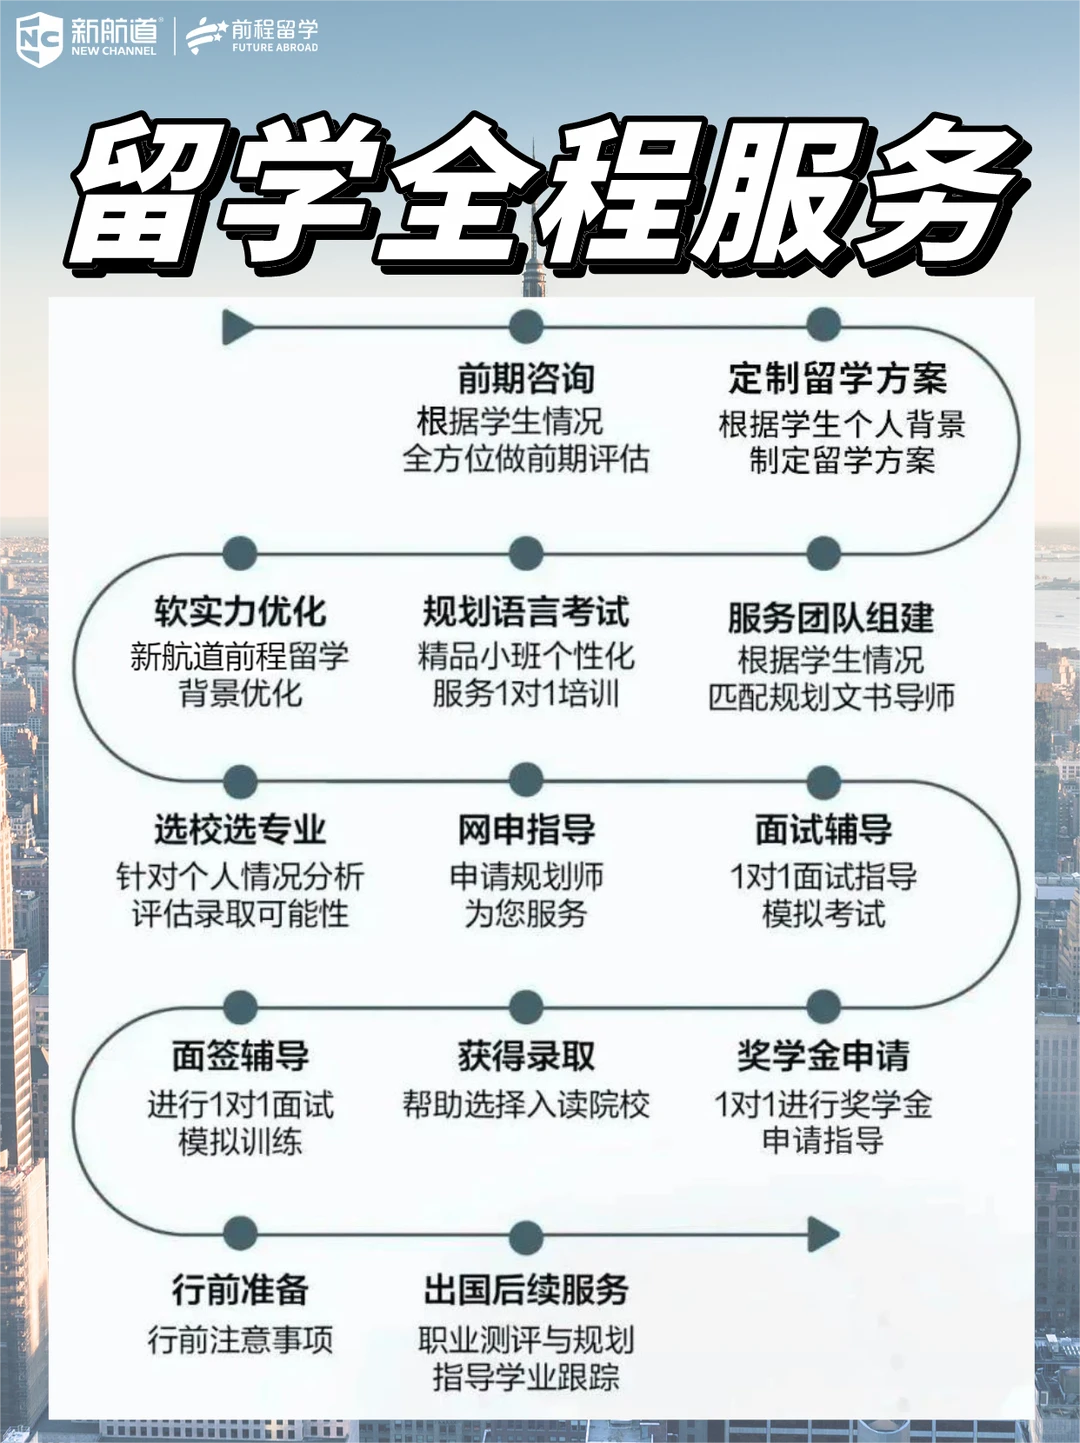 新航道
NEW CHANNEL
前程留学
FUTURE ABROAD
留学全程服务
前期咨询
根据学生情况
全方位做前期评估
定制留学方案
根据学生个人背景
制定留学方案
服务团队组建
根据学生情况
匹配规划文书导师
规划语言考试
精品小班个性化
服务1对1培训
软实力优化
新航道前程留学
背景优化
选校选专业
针对个人情况分析
评估录取可能性
网申指导
申请规划师
为您服务
面试辅导
1对1面试指导
模拟考试
奖学金申请
1对1进行奖学金
申请指导
获得录取
帮助选择入读院校
面签辅导
进行1对1面试
模拟训练
行前准备
行前注意事项
出国后续服务
职业测评与规划
指导学业跟踪